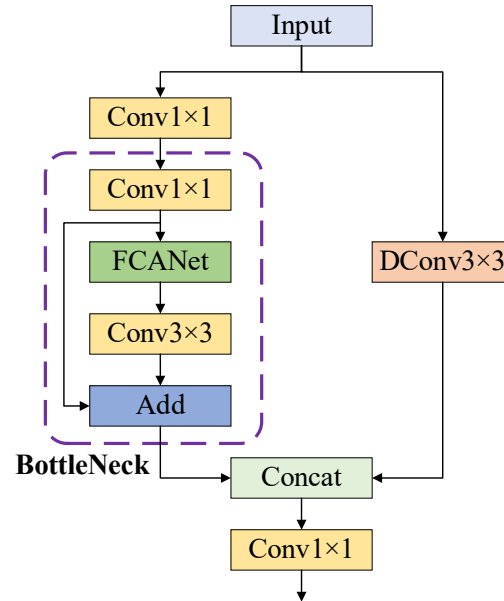 Input
Conv1×1
Conv1×1
FCANet
DConv3×3
Conv3×3
Add
BottleNeck
Concat
Conv1×1